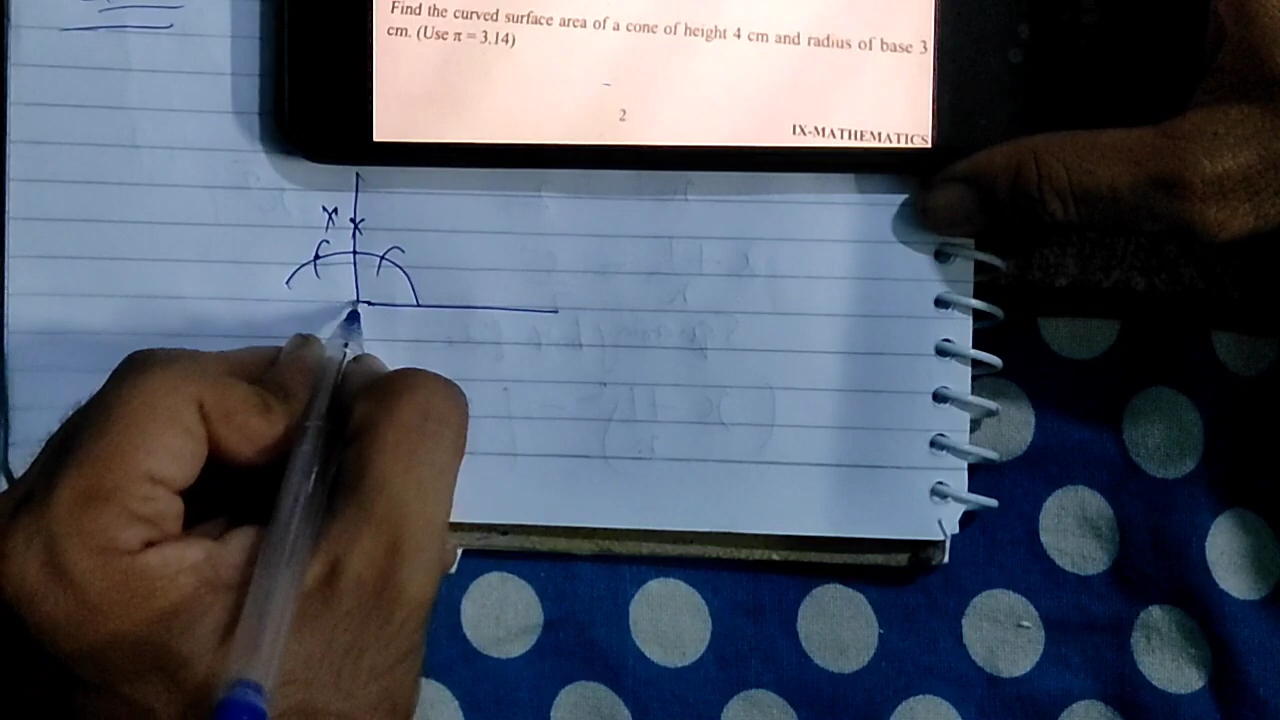 Find the curved surface area of a cone of height 4 cm and radius of base 3
cm. (Use π = 3.14)
2
IX-MATHEMATICS